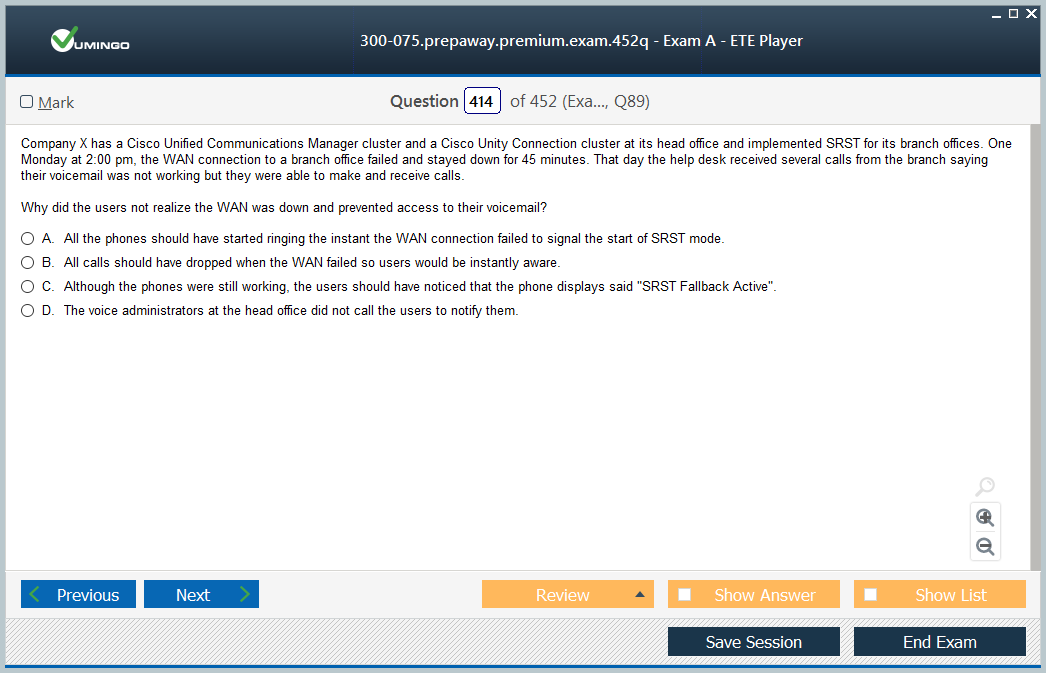 VUMINGO
300-075.prepaway.premium.exam.452q - Exam A - ETE Player
Mark
Question 414 of 452 (Exa..., Q89)
Company X has a Cisco Unified Communications Manager cluster and a Cisco Unity Connection cluster at its head office and implemented SRST for its branch offices. One
Monday at 2:00 pm, the WAN connection to a branch office failed and stayed down for 45 minutes. That day the help desk received several calls from the branch saying
their voicemail was not working but they were able to make and receive calls.
Why did the users not realize the WAN was down and prevented access to their voicemail?
A. All the phones should have started ringing the instant the WAN connection failed to signal the start of SRST mode.
B. All calls should have dropped when the WAN failed so users would be instantly aware.
C. Although the phones were still working, the users should have noticed that the phone displays said "SRST Fallback Active".
D. The voice administrators at the head office did not call the users to notify them.
Previous
Next
Review
Show Answer
Show List
Save Session
End Exam